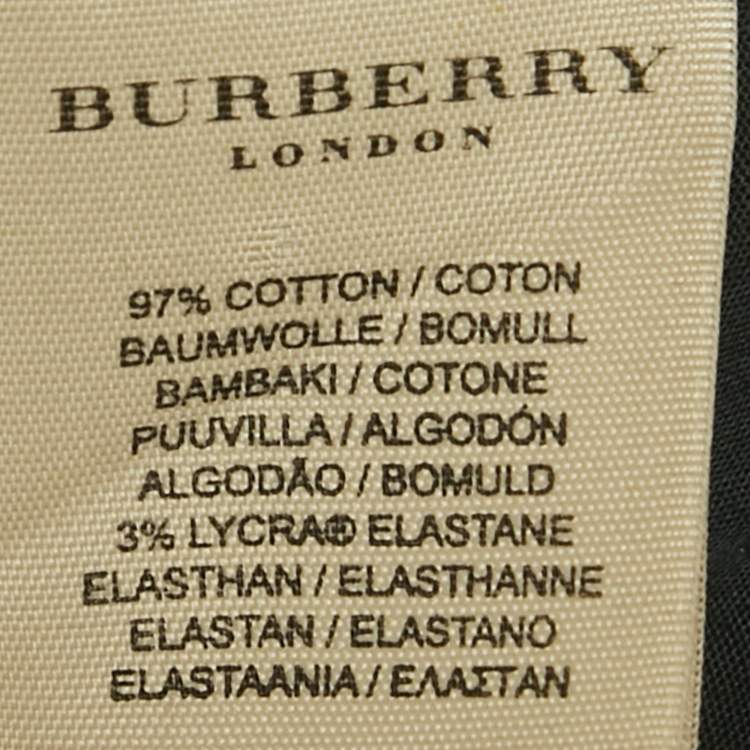 BURBERRY
LONDON
97% COTTON / COTON
BAUMWOLLE / BOMULL
BAMBAKI / COTONE
PUUVILLA / ALGODÓN
ALGODÃO / BOMULD
3% LYCRA® ELASTANE
ELASTHAN / ELASTHANNE
ELASTAN / ELASTANO
ELASTAANIA / ΕΛΑΣΤΑΝ